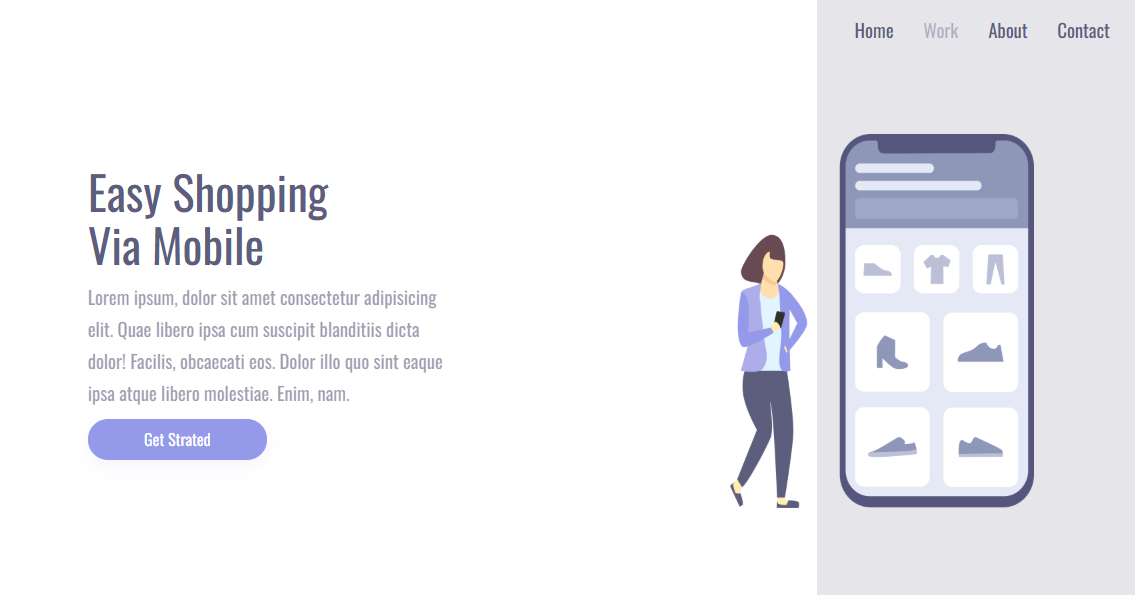 Home Work About Contact
Easy Shopping
Via Mobile
Lorem ipsum, dolor sit amet consectetur adipisicing
elit. Quae libero ipsa cum suscipit blanditiis dicta
dolor! Facilis, obcaecati eos. Dolor illo quo sint eaque
ipsa atque libero molestiae. Enim, nam.
Get Strated